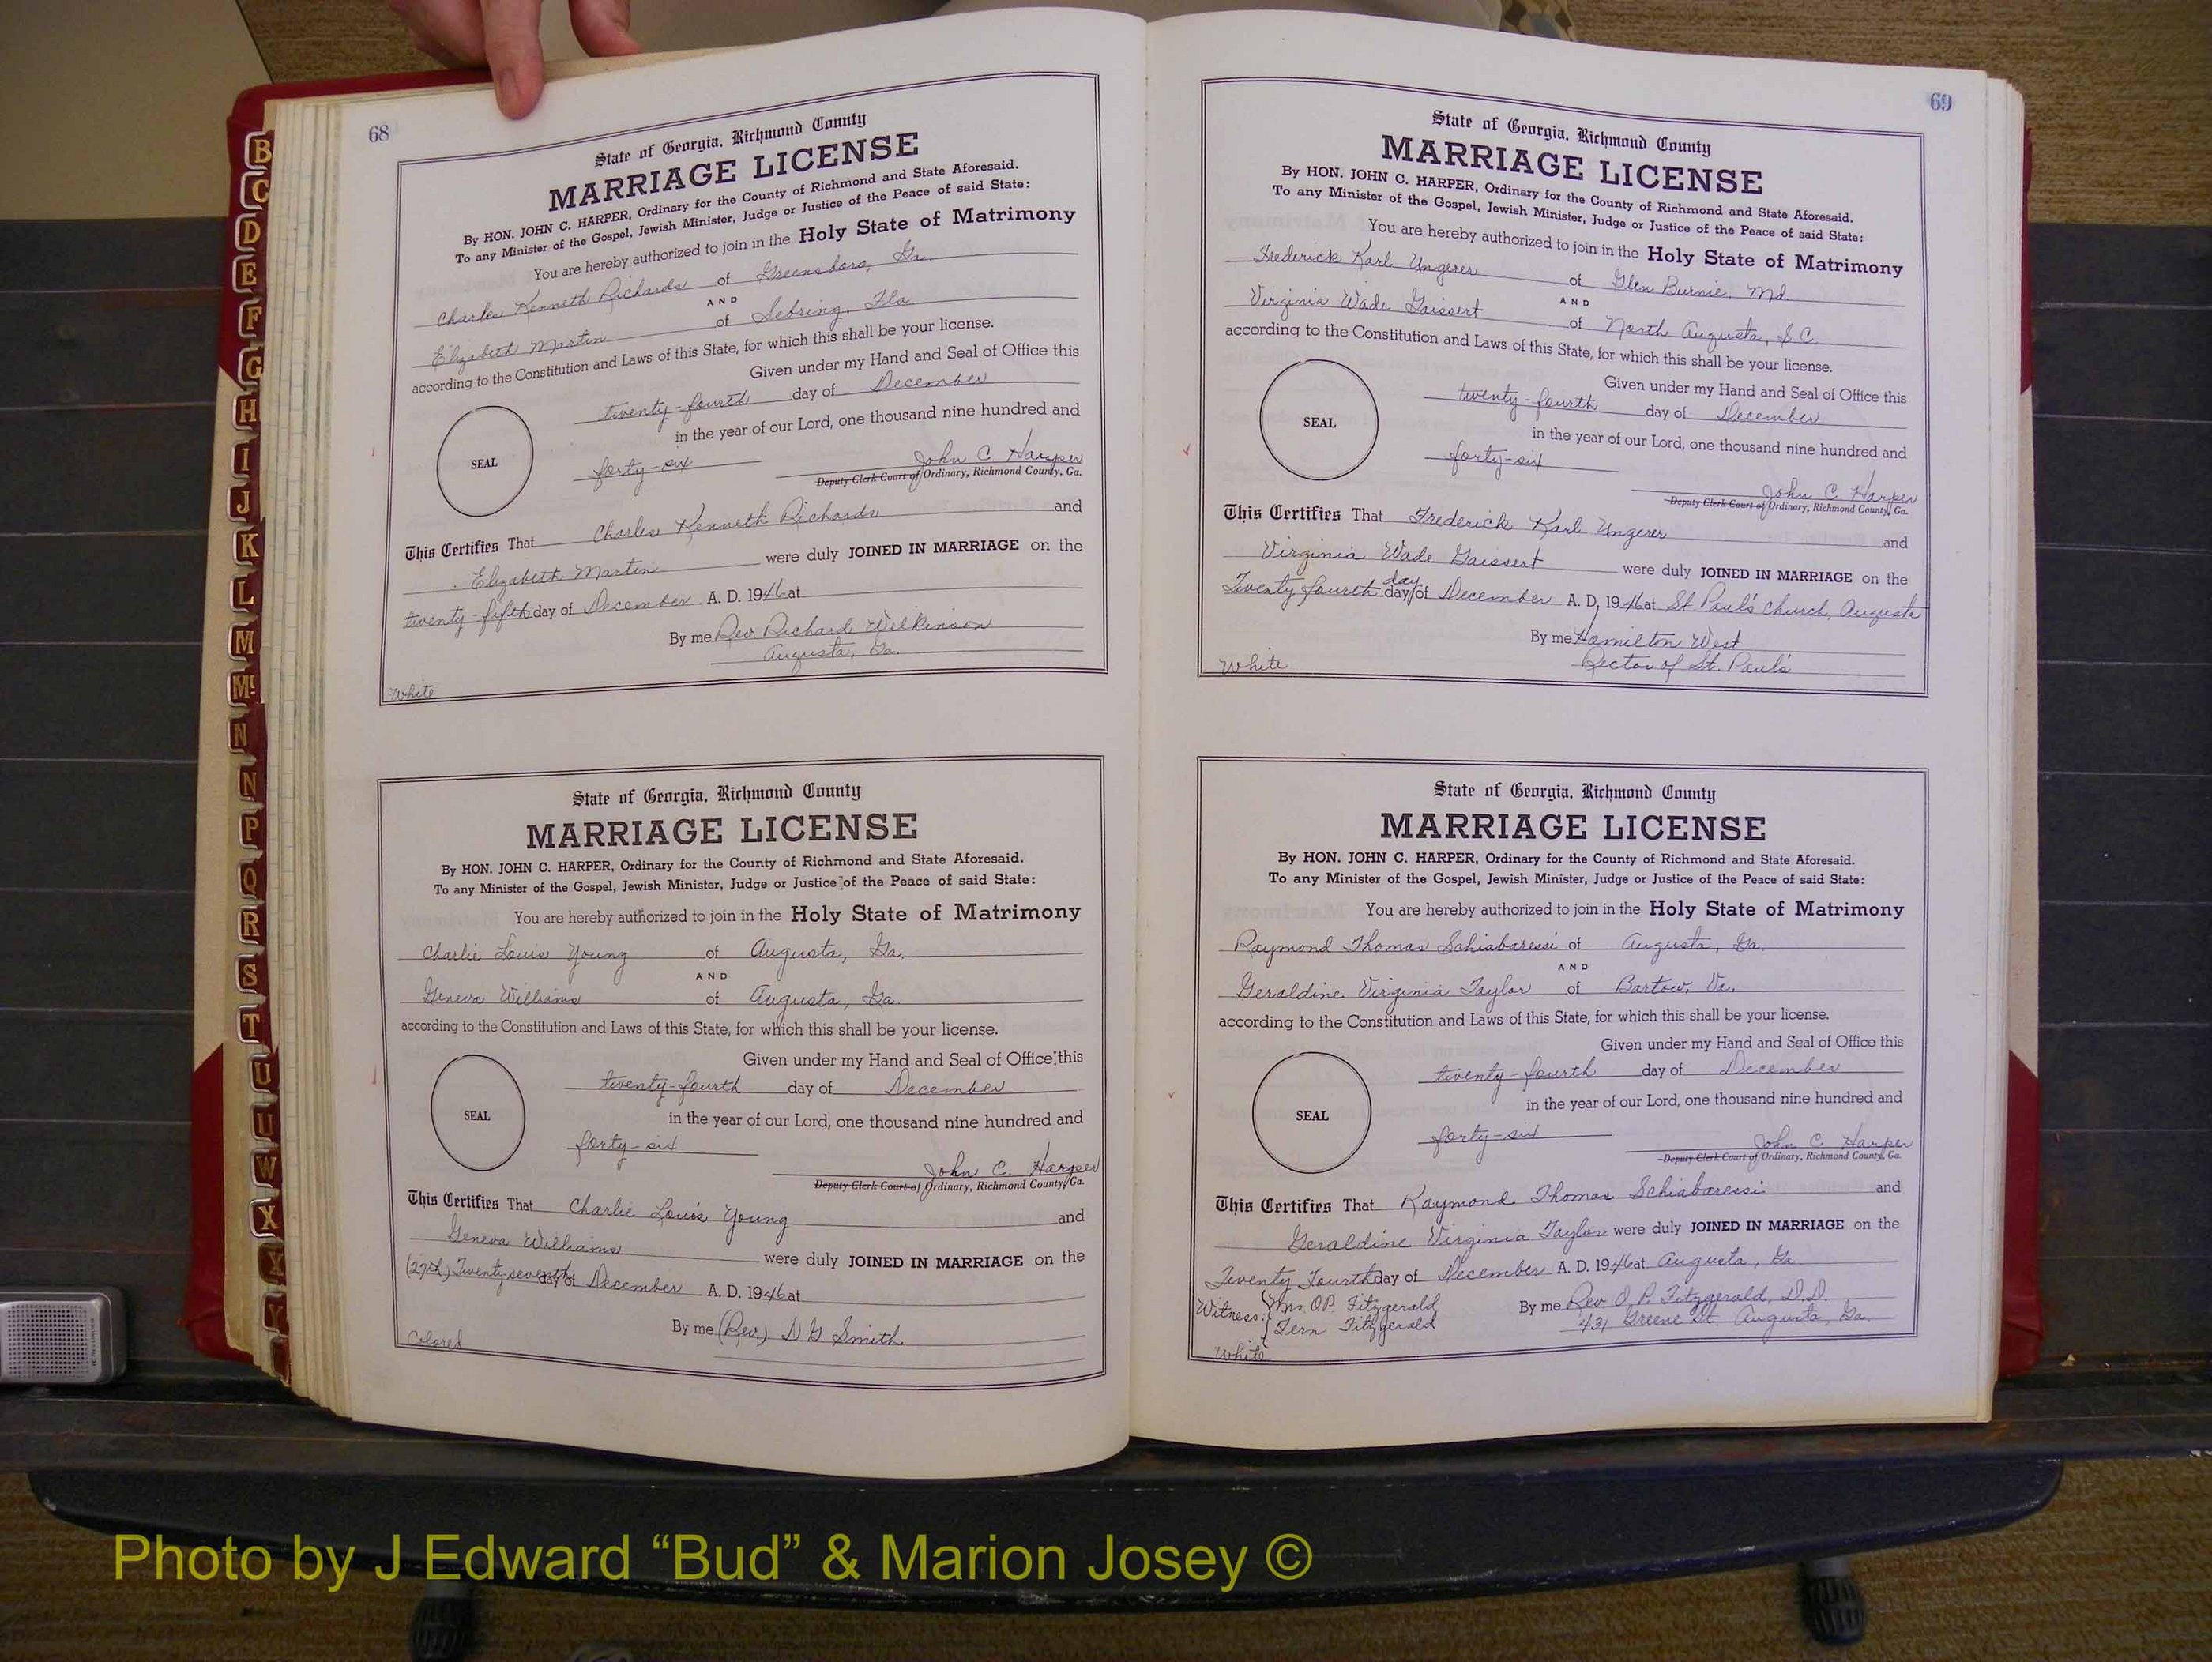 68
State of Georgia, Richmond County
MARRIAGE LICENSE
By HON. JOHN C. HARPER, Ordinary for the County of Richmond and State Aforesaid.
To any Minister of the Gospel, Jewish Minister, Judge or Justice of the Peace of said State:
You are hereby authorized to join in the Holy State of Matrimony
Charles Kenneth Richards of Greensboro, Ga.
AND
Elizabeth Martin of Sebring, Fla
according to the Constitution and Laws of this State, for which this shall be your license.
Given under my Hand and Seal of Office this
twenty-fourth day of December
in the year of our Lord, one thousand nine hundred and
SEAL
forty-six John C. Harper
Deputy Clerk Court of Ordinary, Richmond County, Ga.
This Certifies That Charles Kenneth Richards and
Elizabeth Martin were duly JOINED IN MARRIAGE on the
twenty-fifth day of December A. D. 1946 at
By me Rev. Richard Wilkinson
Augusta, Ga.
White
State of Georgia, Richmond County
MARRIAGE LICENSE
By HON. JOHN C. HARPER, Ordinary for the County of Richmond and State Aforesaid.
To any Minister of the Gospel, Jewish Minister, Judge or Justice of the Peace of said State:
You are hereby authorized to join in the Holy State of Matrimony
Charlie Louis Young of Augusta, Ga.
AND
Geneva Williams of Augusta, Ga.
according to the Constitution and Laws of this State, for which this shall be your license.
Given under my Hand and Seal of Office this
twenty-fourth day of December
in the year of our Lord, one thousand nine hundred and
SEAL
forty-six John C. Harper
Deputy Clerk Court of Ordinary, Richmond County, Ga.
This Certifies That Charlie Louis Young and
Geneva Williams were duly JOINED IN MARRIAGE on the
(27th) Twenty seventh day of December A. D. 1946 at
By me (Rev.) D G Smith
Colored
69
State of Georgia, Richmond County
MARRIAGE LICENSE
By HON. JOHN C. HARPER, Ordinary for the County of Richmond and State Aforesaid.
To any Minister of the Gospel, Jewish Minister, Judge or Justice of the Peace of said State:
You are hereby authorized to join in the Holy State of Matrimony
Frederick Karl Ungerer of Glen Burnie, Md.
AND
Virginia Wade Gaissert of North Augusta, S.C.
according to the Constitution and Laws of this State, for which this shall be your license.
Given under my Hand and Seal of Office this
twenty-fourth day of December
in the year of our Lord, one thousand nine hundred and
SEAL
forty-six John C. Harper
Deputy Clerk Court of Ordinary, Richmond County, Ga.
This Certifies That Frederick Karl Ungerer and
Virginia Wade Gaissert were duly JOINED IN MARRIAGE on the
Twenty fourth day day of December A. D. 1946 at St Paul's Church, Augusta
By me Hamilton West
Rector of St. Paul's
White
State of Georgia, Richmond County
MARRIAGE LICENSE
By HON. JOHN C. HARPER, Ordinary for the County of Richmond and State Aforesaid.
To any Minister of the Gospel, Jewish Minister, Judge or Justice of the Peace of said State:
You are hereby authorized to join in the Holy State of Matrimony
Raymond Thomas Schiabaressi of Augusta, Ga.
AND
Geraldine Virginia Taylor of Bartow, Va.
according to the Constitution and Laws of this State, for which this shall be your license.
Given under my Hand and Seal of Office this
twenty-fourth day of December
in the year of our Lord, one thousand nine hundred and
SEAL
forty-six John C. Harper
Deputy Clerk Court of Ordinary, Richmond County, Ga.
This Certifies That Raymond Thomas Schiabaressi and
Geraldine Virginia Taylor were duly JOINED IN MARRIAGE on the
Twenty Fourth day of December A. D. 1946 at Augusta, Ga
Witness: Mrs. O.P. Fitzgerald
Fern Fitzgerald
By me Rev. O. P. Fitzgerald, D.D.
431 Greene St. Augusta, Ga.
White
B
C
D
E
F
G
H
I
J
K
L
M
Mc
N
N
P
Q
R
S
T
U
U
W
X
X
Y
Photo by J Edward “Bud” & Marion Josey ©